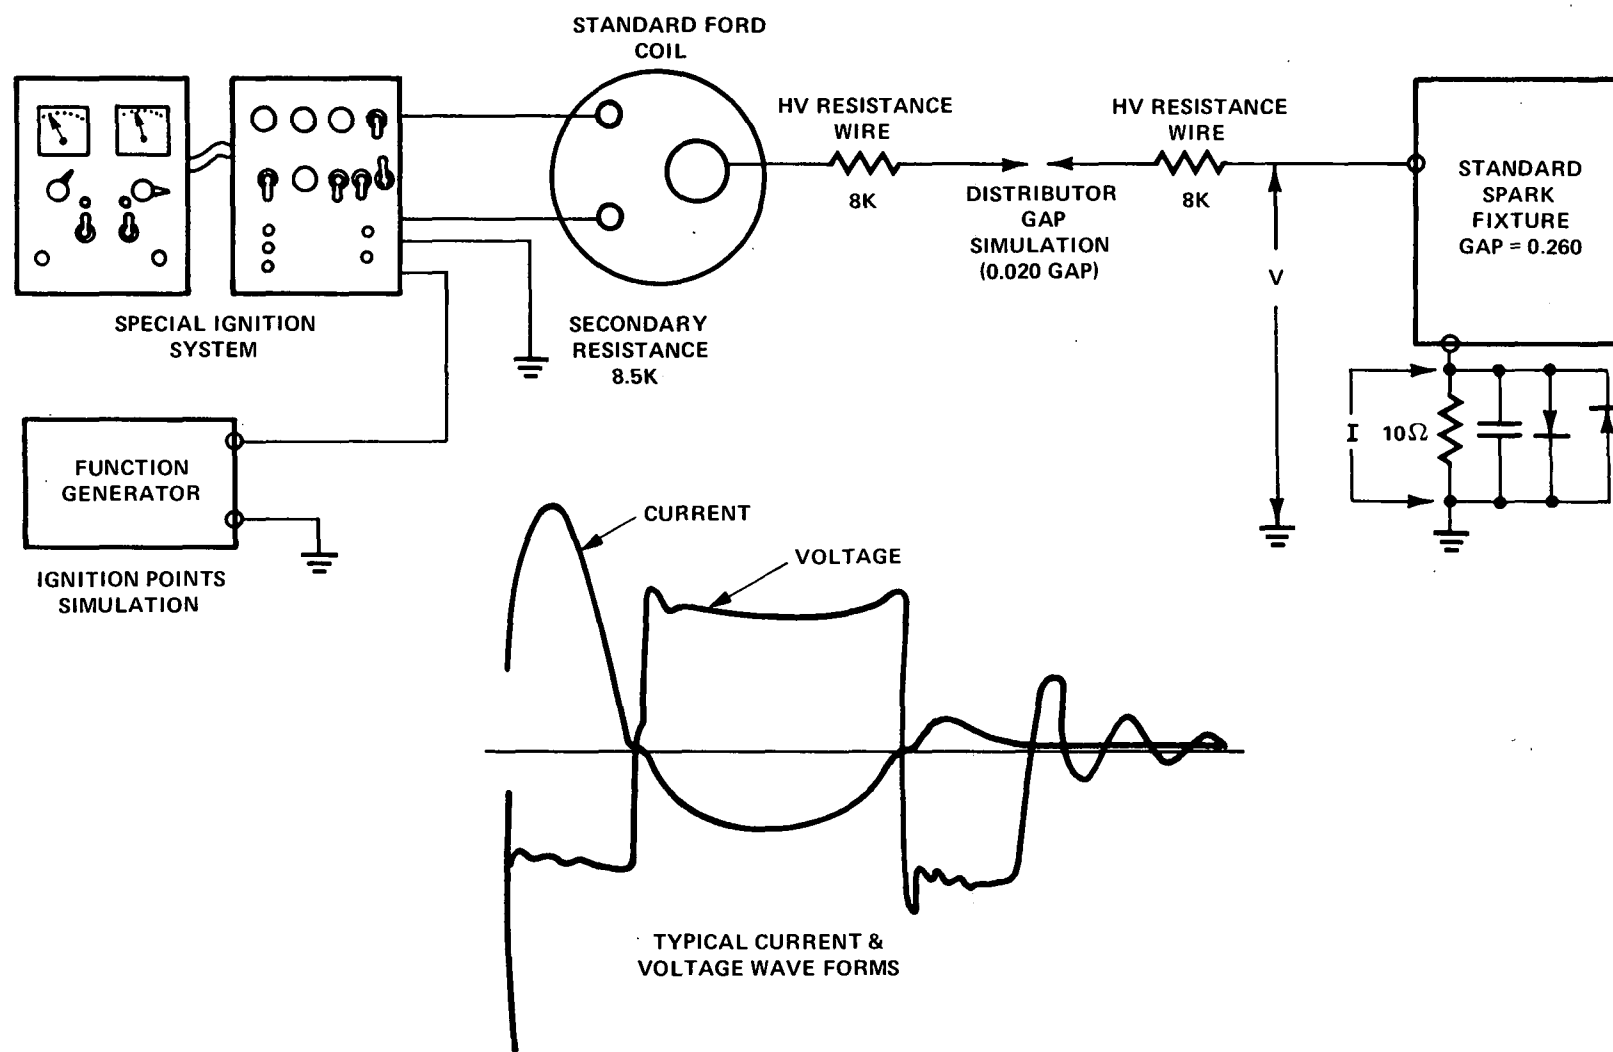 STANDARD FORD
COIL
HV RESISTANCE
WIRE
8K
DISTRIBUTOR
GAP
SIMULATION
(0.020 GAP)
HV RESISTANCE
WIRE
8K
V
STANDARD
SPARK
FIXTURE
GAP = 0.260
SPECIAL IGNITION
SYSTEM
SECONDARY
RESISTANCE
8.5K
I
10Ω
FUNCTION
GENERATOR
IGNITION POINTS
SIMULATION
CURRENT
VOLTAGE
TYPICAL CURRENT &
VOLTAGE WAVE FORMS